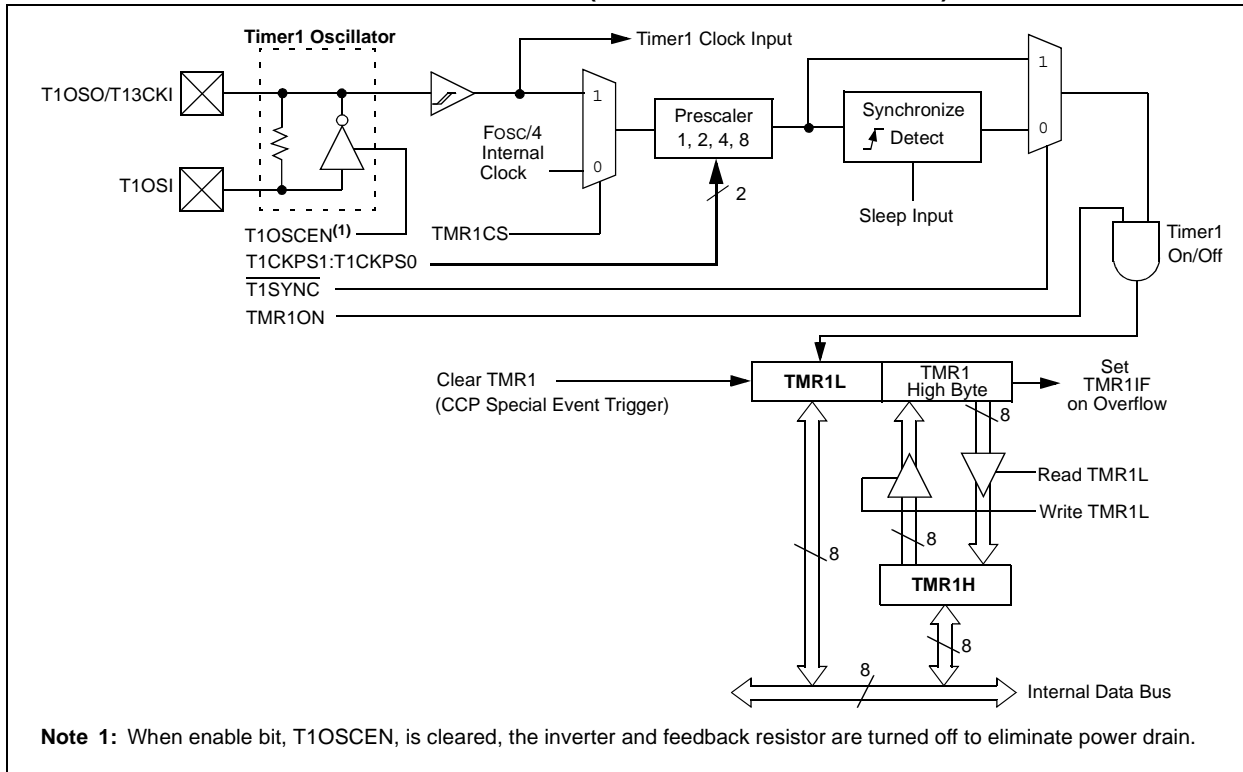 Timer1 Oscillator
Timer1 Clock Input
T1OSO/T13CKI
1
1
Prescaler
1, 2, 4, 8
Synchronize
Detect
FOSC/4
Internal
Clock
0
0
T1OSI
2
Sleep Input
T1OSCEN(1)
TMR1CS
Timer1
On/Off
T1CKPS1:T1CKPS0
T1SYNC
TMR1ON
Clear TMR1
(CCP Special Event Trigger)
TMR1L
TMR1
High Byte
Set
TMR1IF
on Overflow
8
Read TMR1L
Write TMR1L
8
8
TMR1H
8
8
Internal Data Bus
Note 1: When enable bit, T1OSCEN, is cleared, the inverter and feedback resistor are turned off to eliminate power drain.